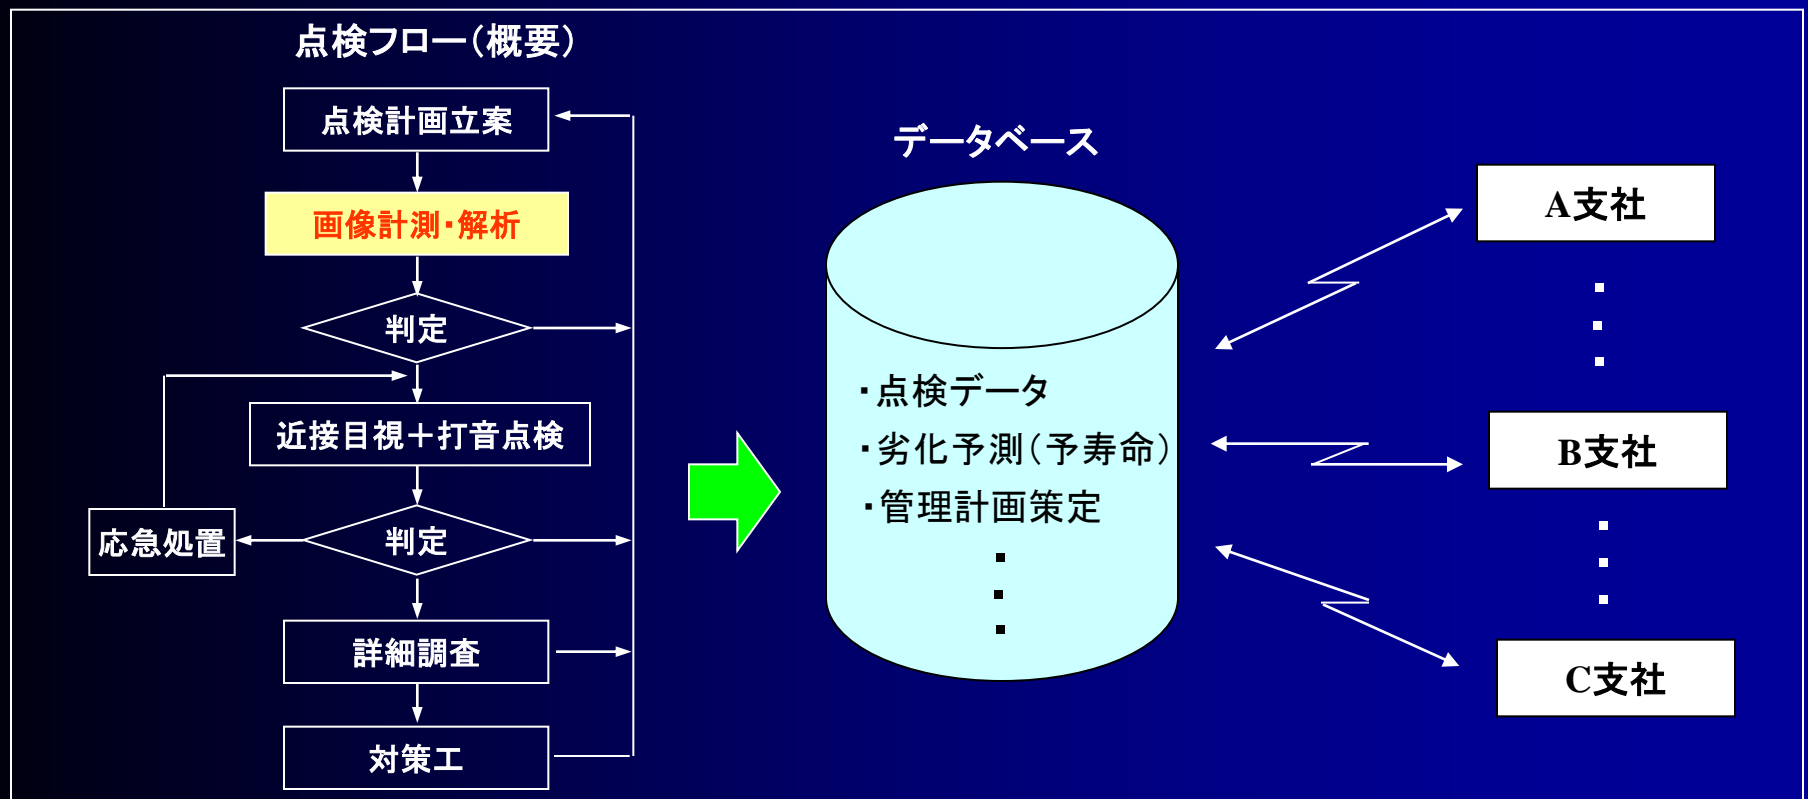 点検フロー（概要）
点検計画立案
画像計測・解析
判定
近接目視＋打音点検
判定
応急処置
詳細調査
対策工
データベース
・点検データ
・劣化予測（予寿命）
・管理計画策定
・
・
・
A支社
・
・
・
B支社
・
・
・
C支社